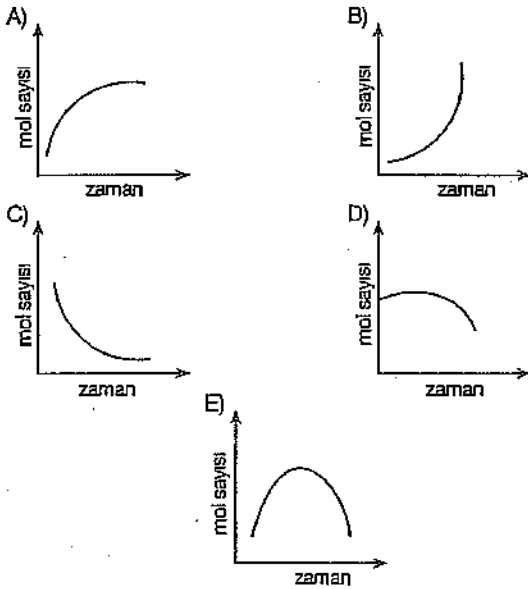 A)
mol sayısı
zaman
B)
mol sayısı
zaman
C)
mol sayısı
zaman
D)
mol sayısı
zaman
E)
mol sayısı
zaman